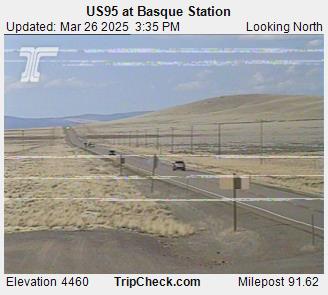 US95 at Basque Station
Updated: Mar 26 2025 3:35 PM Looking North
Elevation 4460 TripCheck.com Milepost 91.62